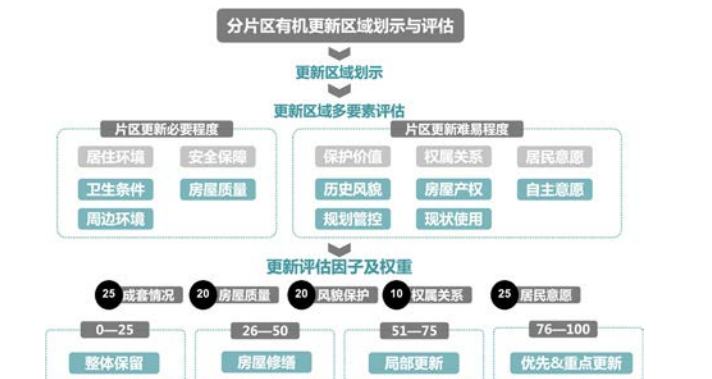 分片区有机更新区域划示与评估
更新区域划示
更新区域多要素评估
片区更新必要程度
片区更新难易程度
居住环境 安全保障 保护价值 权属关系 居民意愿
卫生条件 房屋质量 历史风貌 房屋产权 自主意愿
周边环境 规划管控 现状使用
更新评估因子及权重
25 成套情况 20 房屋质量 20 风貌保护 10 权属关系 25 居民意愿
0—25 26—50 51—75 76—100
整体保留 房屋修缮 局部更新 优先&重点更新